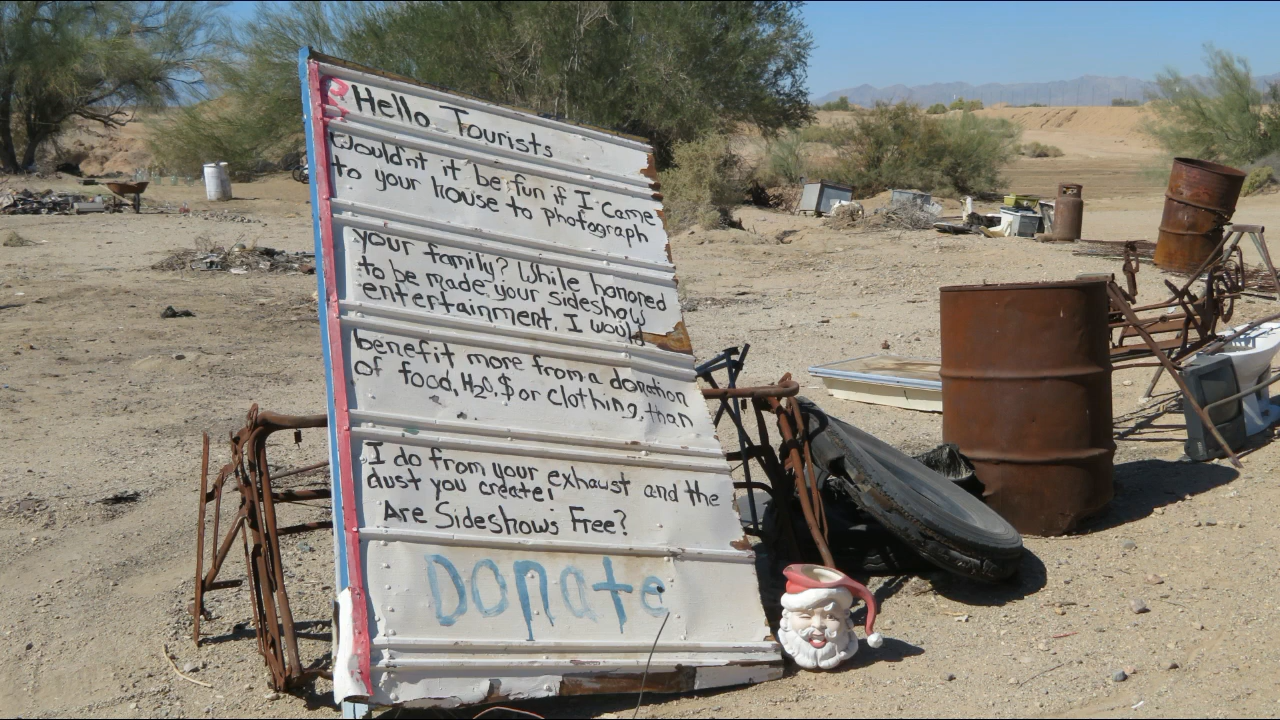 Hello Tourists
Wouldn't it be fun if I came
to your house to photograph
your family? While honored
to be made your sideshow
entertainment, I would
benefit more from a donation
of food, H2O, $ or clothing, than
I do from your exhaust and the
dust you create!
Are Sideshows Free?
Donate